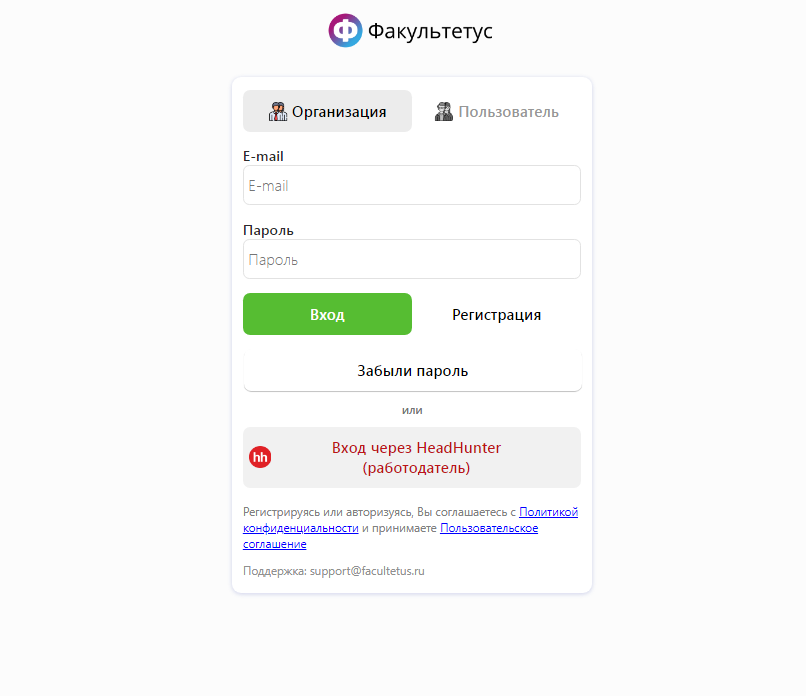 Ф Факультетус
Организация Пользователь
E-mail
E-mail
Пароль
Пароль
Вход Регистрация
Забыли пароль
или
hh Вход через HeadHunter
(работодатель)
Регистрируясь или авторизуясь, Вы соглашаетесь с Политикой
конфиденциальности и принимаете Пользовательское
соглашение
Поддержка: support@facultetus.ru